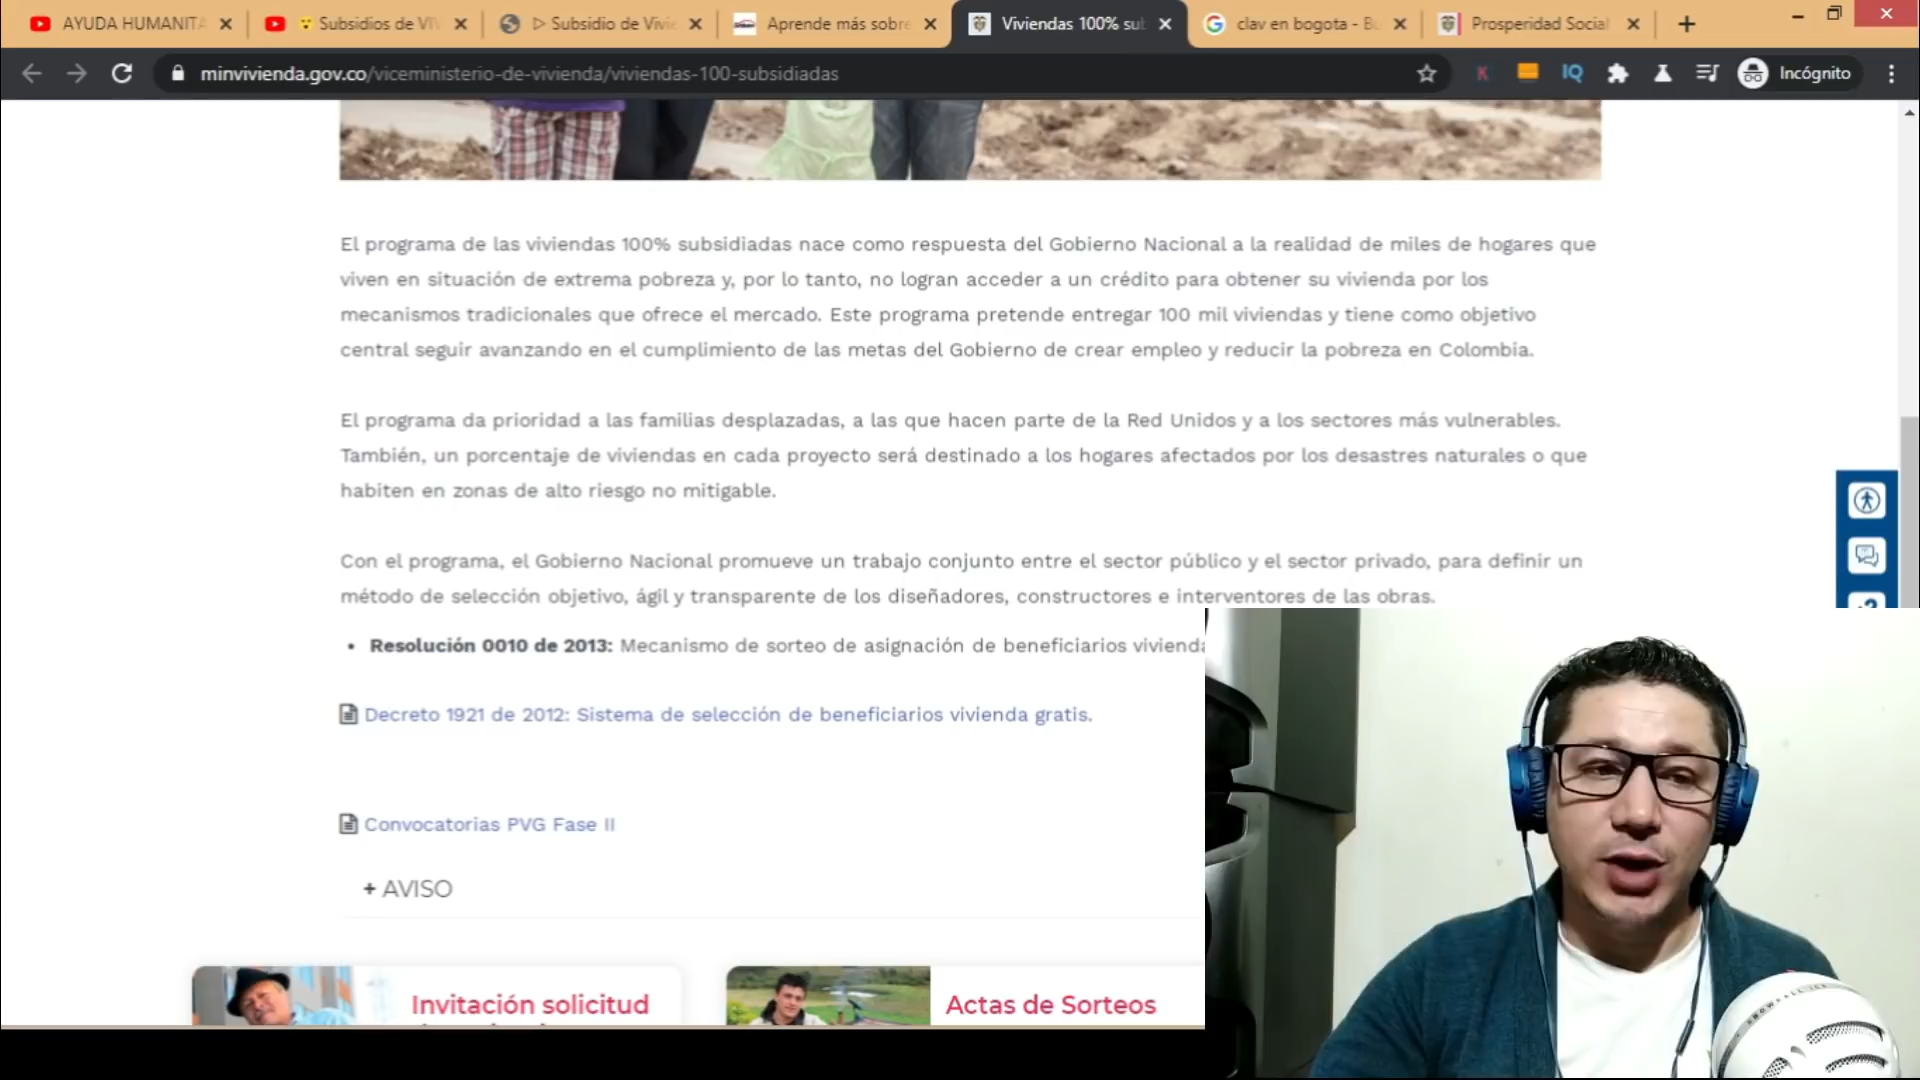 AYUDA HUMANITA
Subsidios de VIV
Subsidio de Vivie
Aprende más sobre
Viviendas 100% sub
clav en bogota - Bu
Prosperidad Social
minvivienda.gov.co/viceministerio-de-vivienda/viviendas-100-subsidiadas
K
IQ
Incógnito
El programa de las viviendas 100% subsidiadas nace como respuesta del Gobierno Nacional a la realidad de miles de hogares que
viven en situación de extrema pobreza y, por lo tanto, no logran acceder a un crédito para obtener su vivienda por los
mecanismos tradicionales que ofrece el mercado. Este programa pretende entregar 100 mil viviendas y tiene como objetivo
central seguir avanzando en el cumplimiento de las metas del Gobierno de crear empleo y reducir la pobreza en Colombia.
El programa da prioridad a las familias desplazadas, a las que hacen parte de la Red Unidos y a los sectores más vulnerables.
También, un porcentaje de viviendas en cada proyecto será destinado a los hogares afectados por los desastres naturales o que
habiten en zonas de alto riesgo no mitigable.
Con el programa, el Gobierno Nacional promueve un trabajo conjunto entre el sector público y el sector privado, para definir un
método de selección objetivo, ágil y transparente de los diseñadores, constructores e interventores de las obras.
• Resolución 0010 de 2013: Mecanismo de sorteo de asignación de beneficiarios vivienda
Decreto 1921 de 2012: Sistema de selección de beneficiarios vivienda gratis.
Convocatorias PVG Fase II
+ AVISO
Invitación solicitud
Actas de Sorteos